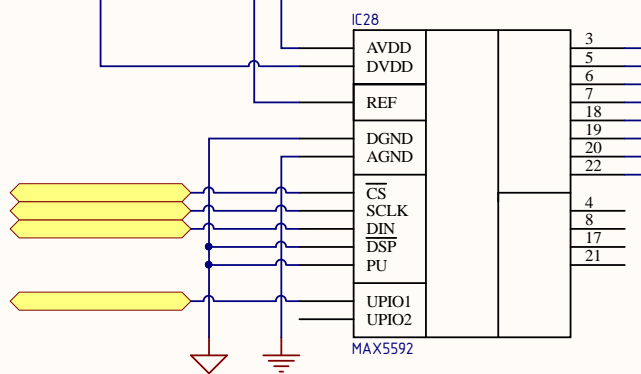 IC28
AVDD 3
DVDD 5
6
REF 7
18
DGND 19
AGND 20
22
CS
SCLK 4
DIN 8
DSP 17
PU 21
UPIO1
UPIO2
MAX5592